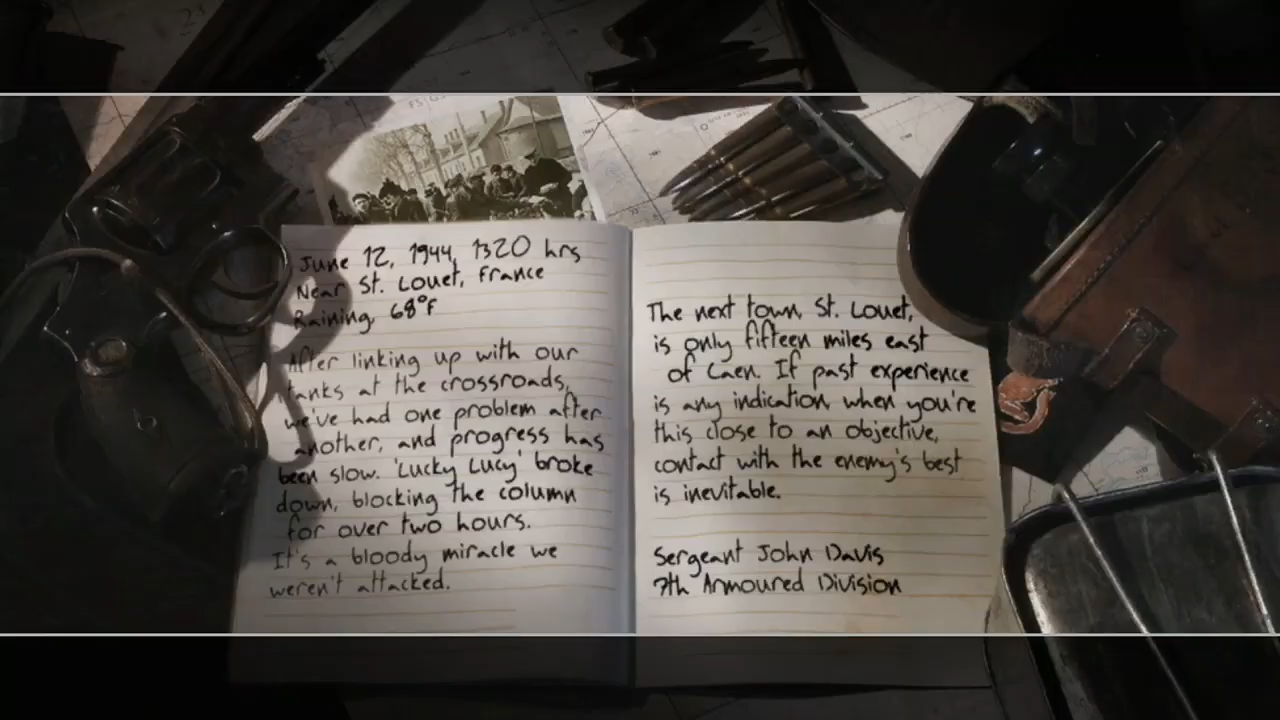 June 12, 1944, 1320 hrs
Near St. Louet, France
Raining, 68°F
After linking up with our
tanks at the crossroads,
we've had one problem after
another, and progress has
been slow. 'Lucky Lucy' broke
down, blocking the column
for over two hours.
It's a bloody miracle we
weren't attacked.
The next town, St. Louet,
is only fifteen miles east
of Caen. If past experience
is any indication, when you're
this close to an objective,
contact with the enemy's best
is inevitable.
Sergeant John Davis
7th Armoured Division